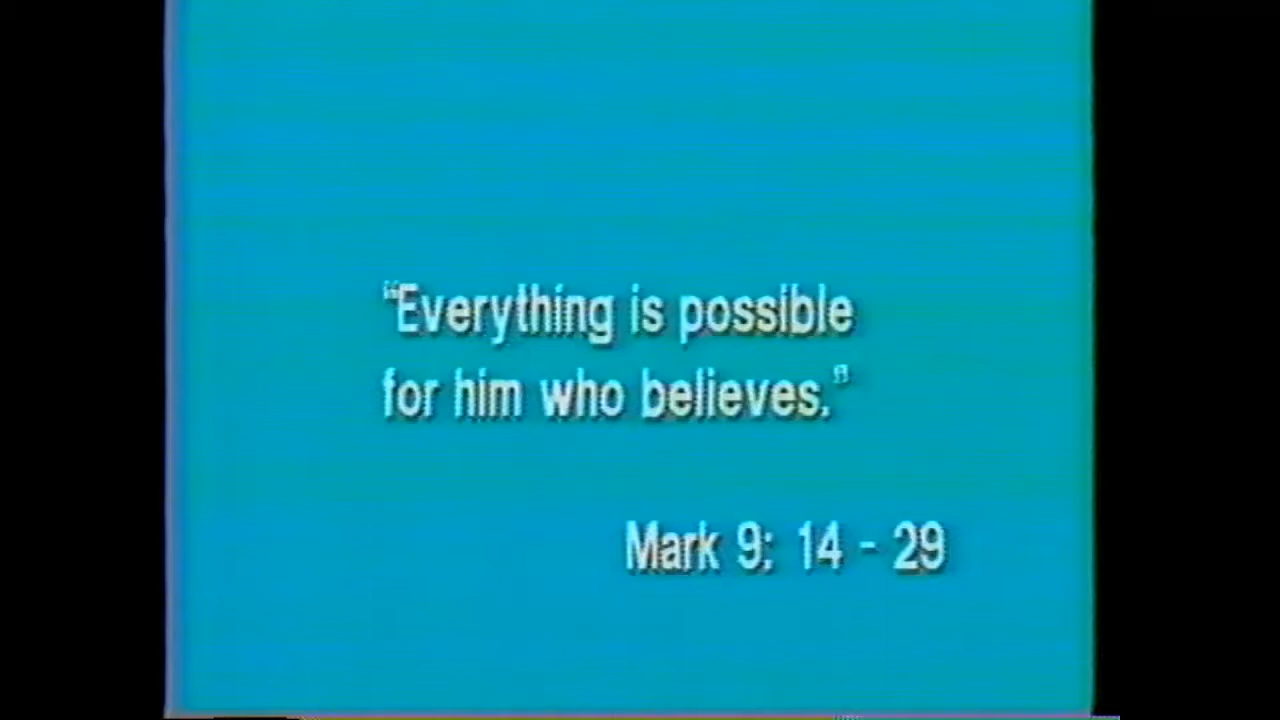 “Everything is possible
for him who believes.”
Mark 9: 14 - 29